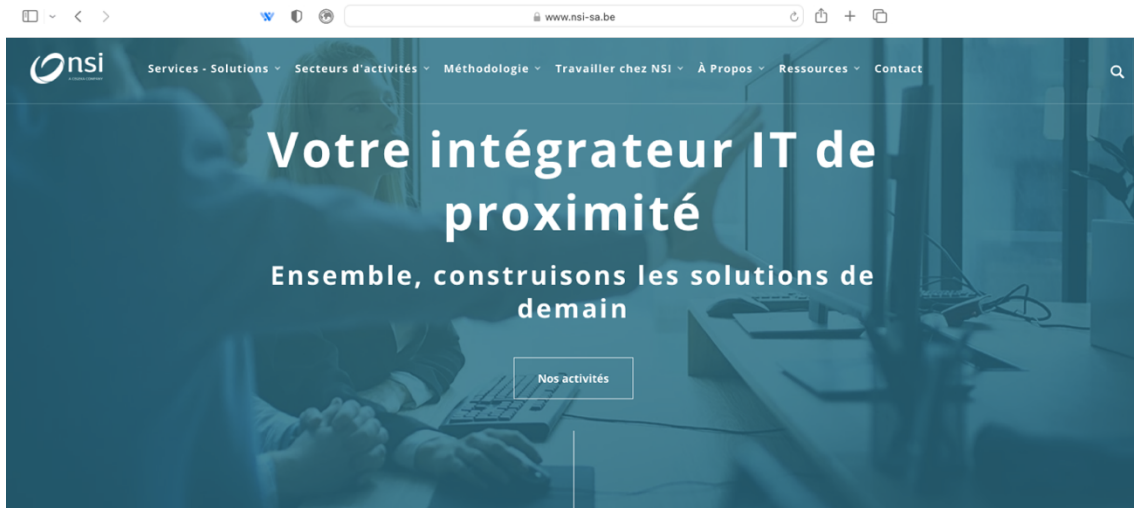 www.nsi-sa.be
nsi
Services - Solutions
Secteurs d'activités
Méthodologie
Travailler chez NSI
À Propos
Ressources
Contact
Votre intégrateur IT de
proximité
Ensemble, construisons les solutions de
demain
Nos activités